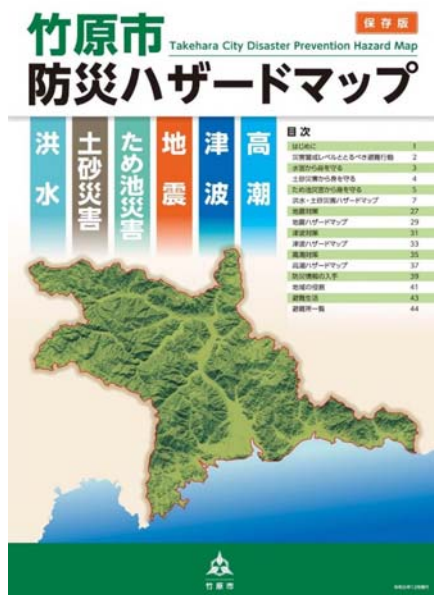 保存版
竹原市
Takehara City Disaster Prevention Hazard Map
防災ハザードマップ
洪水
土砂災害
ため池災害
地震
津波
高潮
目次
はじめに 1
災害警戒レベルととるべき避難行動 2
水害から身を守る 3
土砂災害から身を守る 4
ため池災害から身を守る 5
洪水・土砂災害ハザードマップ 7
地震対策 27
地震ハザードマップ 29
津波対策 31
津波ハザードマップ 33
高潮対策 35
高潮ハザードマップ 37
防災情報の入手 39
地域の役割 41
避難生活 43
避難所一覧 44
竹原市